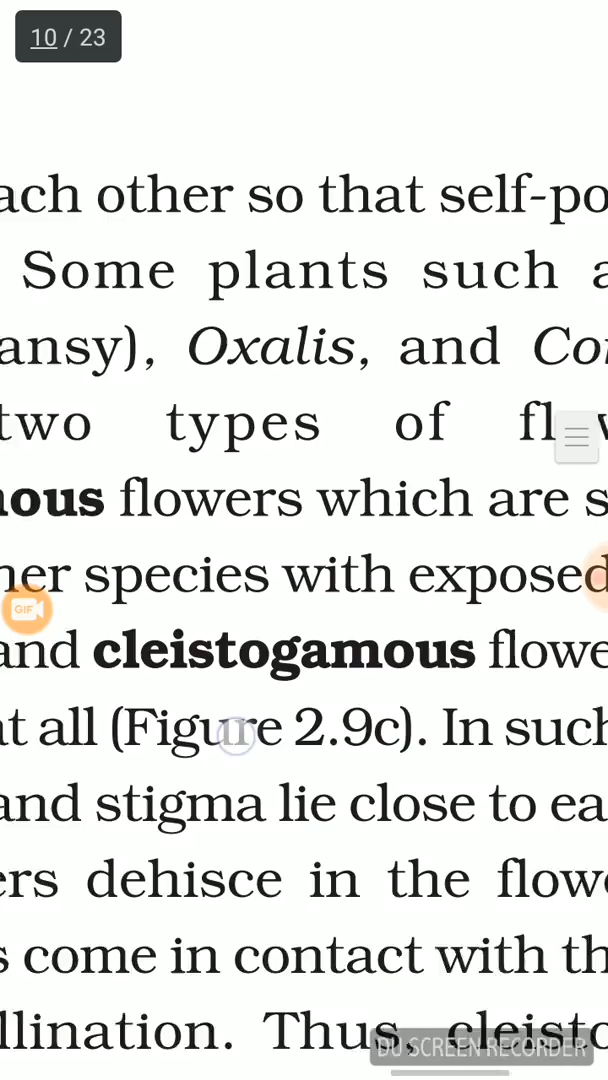 10 / 23
ach other so that self-po
Some plants such a
ansy), Oxalis, and Co
two types of fl
ous flowers which are s
her species with exposed
GIF
and cleistogamous flowe
at all (Figure 2.9c). In such
and stigma lie close to ea
ers dehisce in the flow
s come in contact with th
llination. Thus, cleisto
DU SCREEN RECORDER